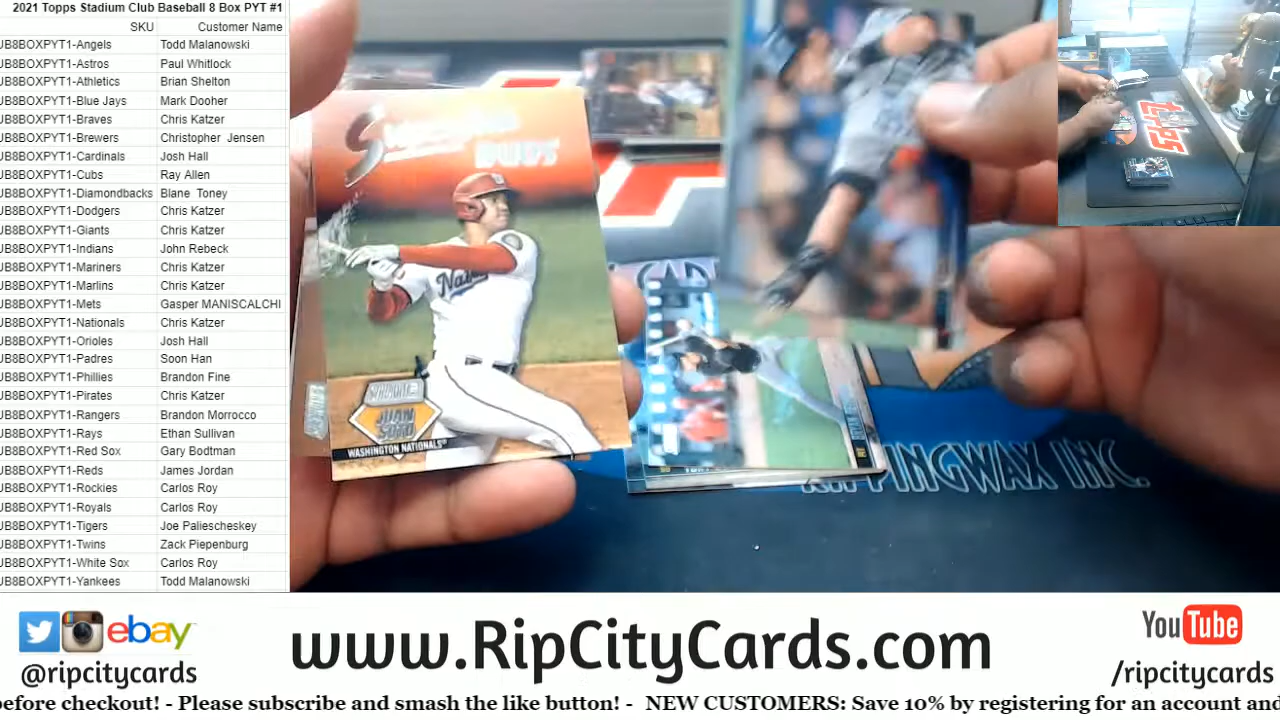 2021 Topps Stadium Club Baseball 8 Box PYT #1
SKU Customer Name
JB8BOXPYT1-Angels Todd Malanowski
JB8BOXPYT1-Astros Paul Whitlock
JB8BOXPYT1-Athletics Brian Shelton
JB8BOXPYT1-Blue Jays Mark Dooher
JB8BOXPYT1-Braves Chris Katzer
JB8BOXPYT1-Brewers Christopher Jensen
JB8BOXPYT1-Cardinals Josh Hall
JB8BOXPYT1-Cubs Ray Allen
JB8BOXPYT1-Diamondbacks Blane Toney
JB8BOXPYT1-Dodgers Chris Katzer
JB8BOXPYT1-Giants Chris Katzer
JB8BOXPYT1-Indians John Rebeck
JB8BOXPYT1-Mariners Chris Katzer
JB8BOXPYT1-Marlins Chris Katzer
JB8BOXPYT1-Mets Gasper MANISCALCHI
JB8BOXPYT1-Nationals Chris Katzer
JB8BOXPYT1-Orioles Josh Hall
JB8BOXPYT1-Padres Soon Han
JB8BOXPYT1-Phillies Brandon Fine
JB8BOXPYT1-Pirates Chris Katzer
JB8BOXPYT1-Rangers Brandon Morrocco
JB8BOXPYT1-Rays Ethan Sullivan
JB8BOXPYT1-Red Sox Gary Bodtman
JB8BOXPYT1-Reds James Jordan
JB8BOXPYT1-Rockies Carlos Roy
JB8BOXPYT1-Royals Carlos Roy
JB8BOXPYT1-Tigers Joe Paliescheskey
JB8BOXPYT1-Twins Zack Piepenburg
JB8BOXPYT1-White Sox Carlos Roy
JB8BOXPYT1-Yankees Todd Malanowski
JUAN
SOTO
WASHINGTON NATIONALS
topps
RIPPINGWAX INC.
ebay
@ripcitycards
www.RipCityCards.com
YouTube
/ripcitycards
before checkout! - Please subscribe and smash the like button! - NEW CUSTOMERS: Save 10% by registering for an account and